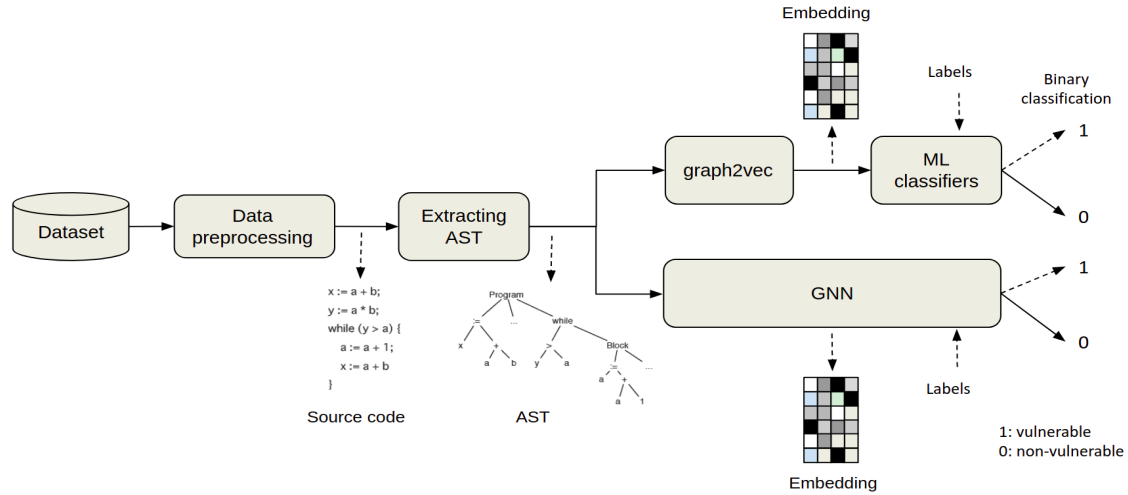 Embedding
Labels
Binary
classification
1
graph2vec
ML
classifiers
0
Dataset
Data
preprocessing
Extracting
AST
1
GNN
0
x := a + b;
y := a * b;
while (y > a) {
a := a + 1;
x := a + b
}
Program
:=
...
while
x
+
>
Block
a
b
y
a
:=
...
a
+
a
1
Source code
AST
Labels
Embedding
1: vulnerable
0: non-vulnerable